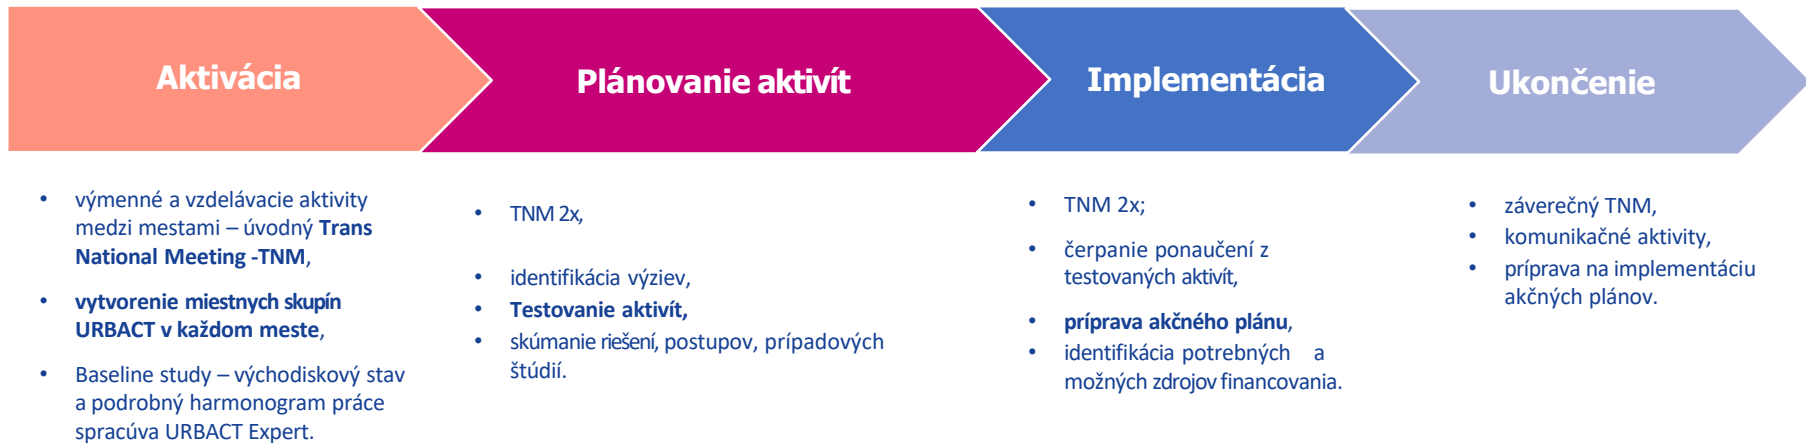 Aktivácia
Plánovanie aktivít
Implementácia
Ukončenie
• výmenné a vzdelávacie aktivity
medzi mestami – úvodný Trans
National Meeting -TNM,
• vytvorenie miestnych skupín
URBACT v každom meste,
• Baseline study – východiskový stav
a podrobný harmonogram práce
spracúva URBACT Expert.
• TNM 2x,
• identifikácia výziev,
• Testovanie aktivít,
• skúmanie riešení, postupov, prípadových
štúdií.
• TNM 2x;
• čerpanie ponaučení z
testovaných aktivít,
• príprava akčného plánu,
• identifikácia potrebných a
možných zdrojov financovania.
• záverečný TNM,
• komunikačné aktivity,
• príprava na implementáciu
akčných plánov.